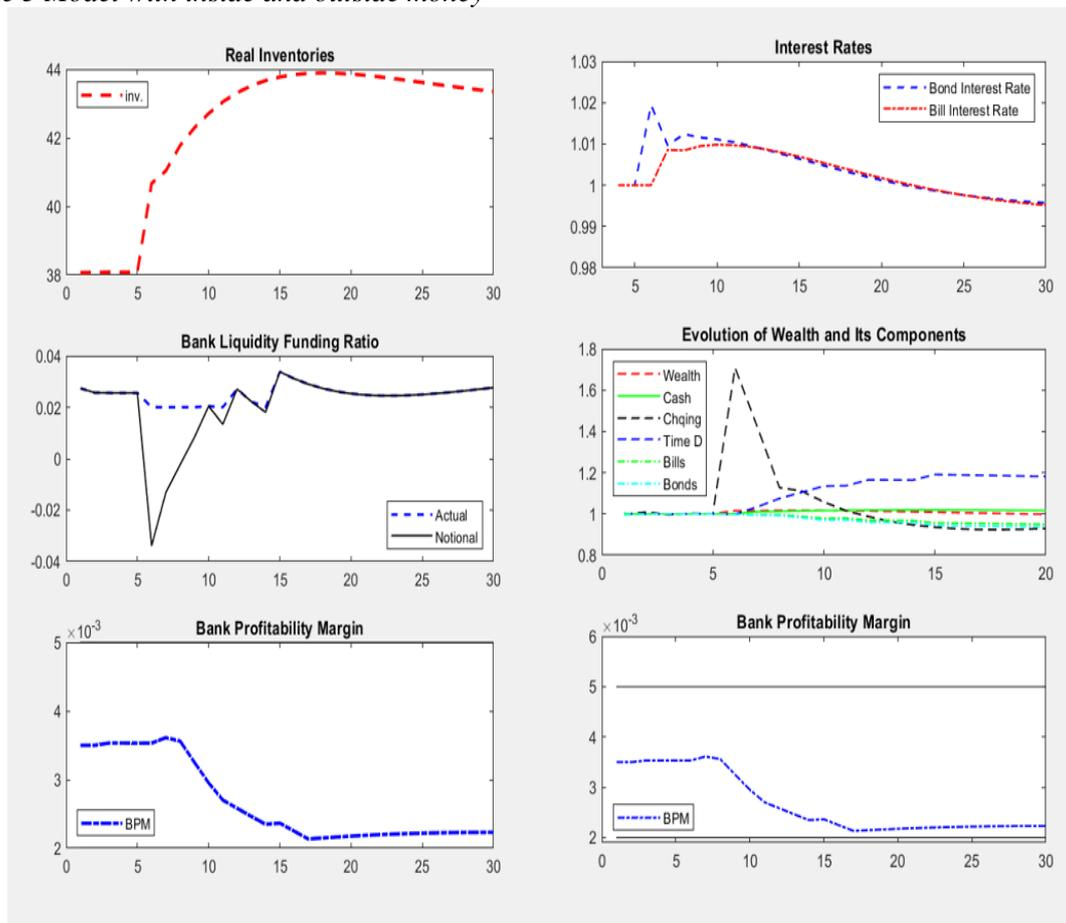 3 Model with inside and outside money
Real Inventories
44
42
40
38
inv.
0 5 10 15 20 25 30
Interest Rates
1.03
1.02
1.01
1
0.99
0.98
Bond Interest Rate
Bill Interest Rate
5 10 15 20 25 30
Bank Liquidity Funding Ratio
0.04
0.02
0
-0.02
-0.04
Actual
Notional
0 5 10 15 20 25 30
Evolution of Wealth and Its Components
1.8
1.6
1.4
1.2
1
0.8
Wealth
Cash
Chqing
Time D
Bills
Bonds
0 5 10 15 20
Bank Profitability Margin
×10-3
5
4
3
2
BPM
0 5 10 15 20 25 30
Bank Profitability Margin
×10-3
6
5
4
3
2
BPM
0 5 10 15 20 25 30